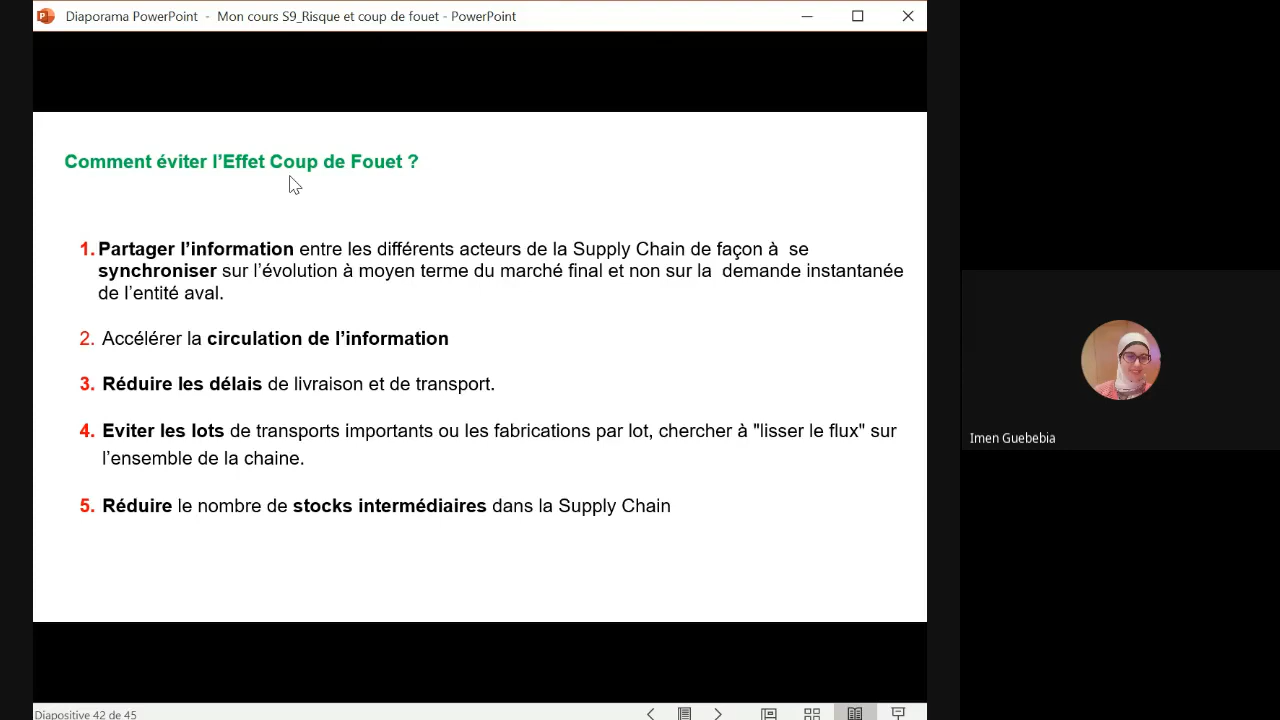 Diaporama PowerPoint - Mon cours S9_Risque et coup de fouet - PowerPoint
Comment éviter l'Effet Coup de Fouet ?
1. Partager l'information entre les différents acteurs de la Supply Chain de façon à se
synchroniser sur l'évolution à moyen terme du marché final et non sur la demande instantanée
de l'entité aval.
2. Accélérer la circulation de l'information
3. Réduire les délais de livraison et de transport.
4. Eviter les lots de transports importants ou les fabrications par lot, chercher à "lisser le flux" sur
l'ensemble de la chaine.
5. Réduire le nombre de stocks intermédiaires dans la Supply Chain
Imen Guebebia
Diapositive 42 de 45